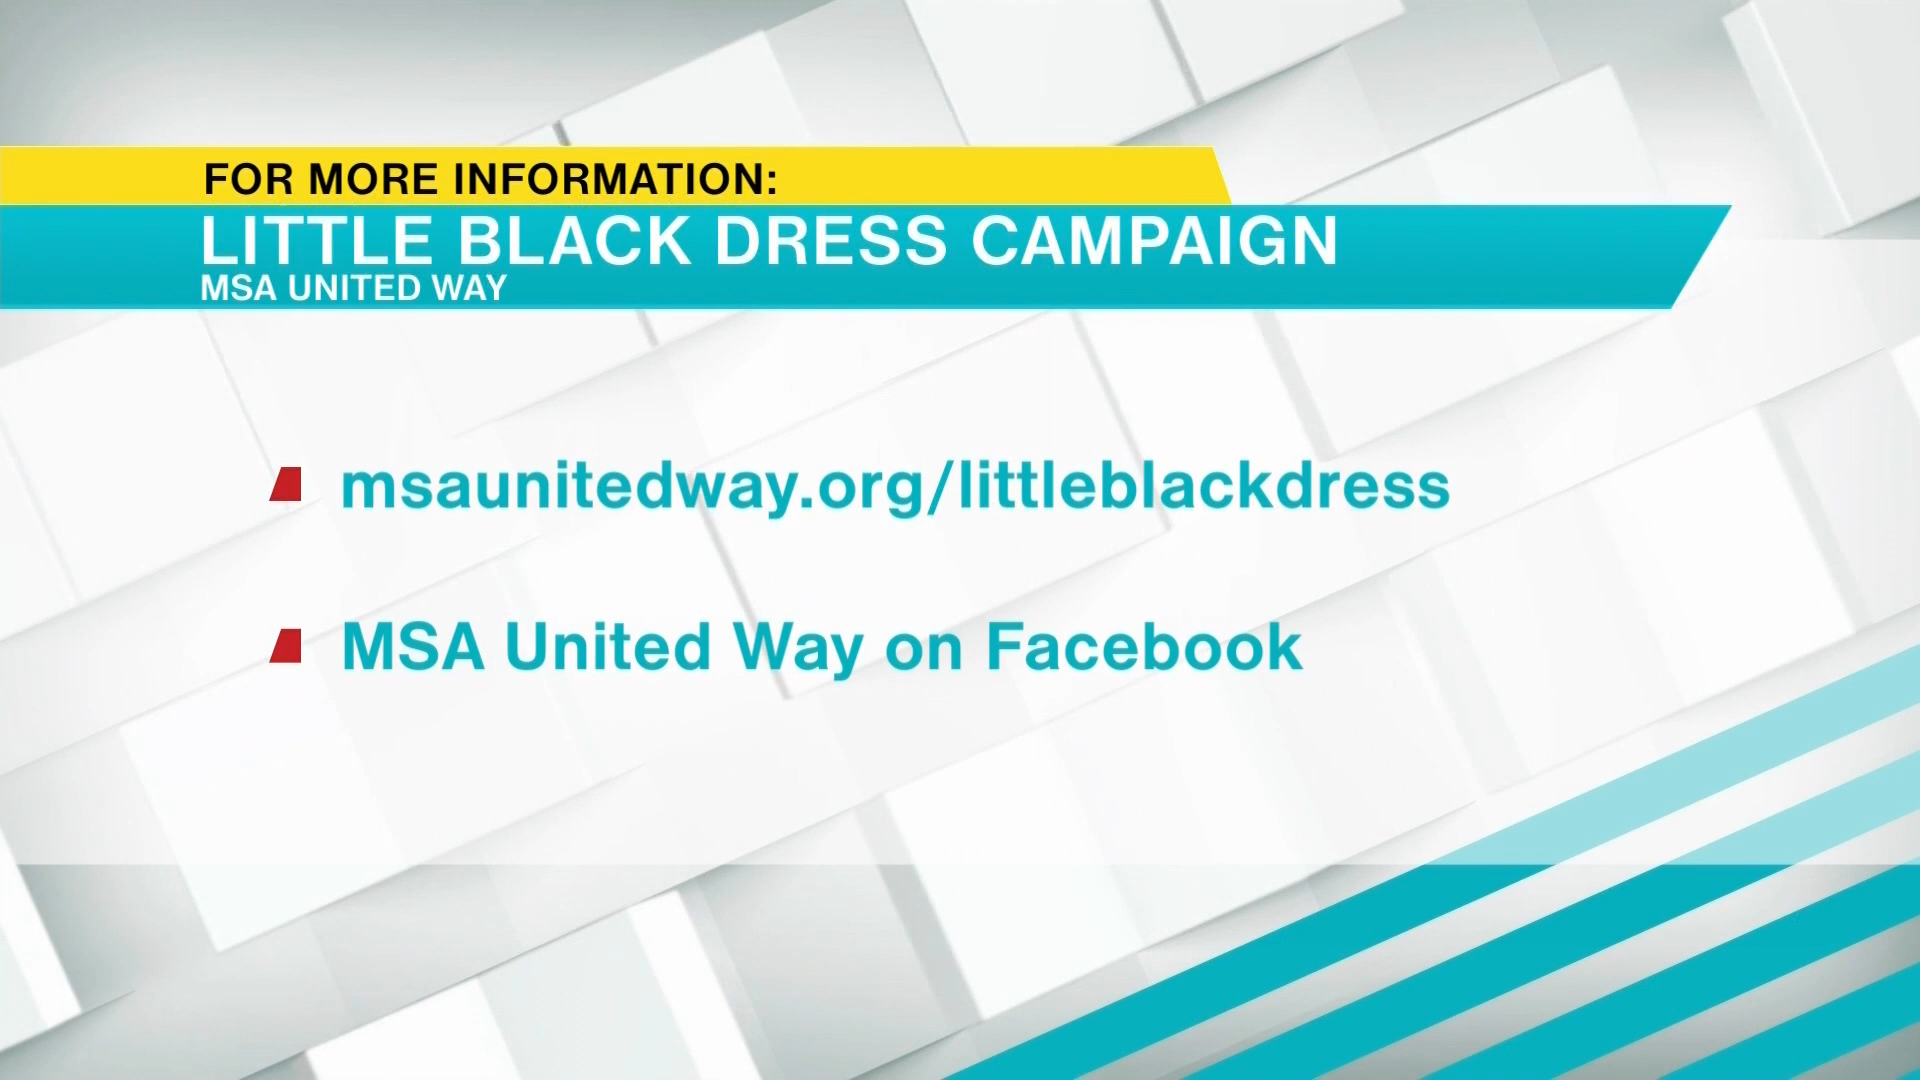 FOR MORE INFORMATION:
LITTLE BLACK DRESS CAMPAIGN
MSA UNITED WAY
msaunitedway.org/littleblackdress
MSA United Way on Facebook